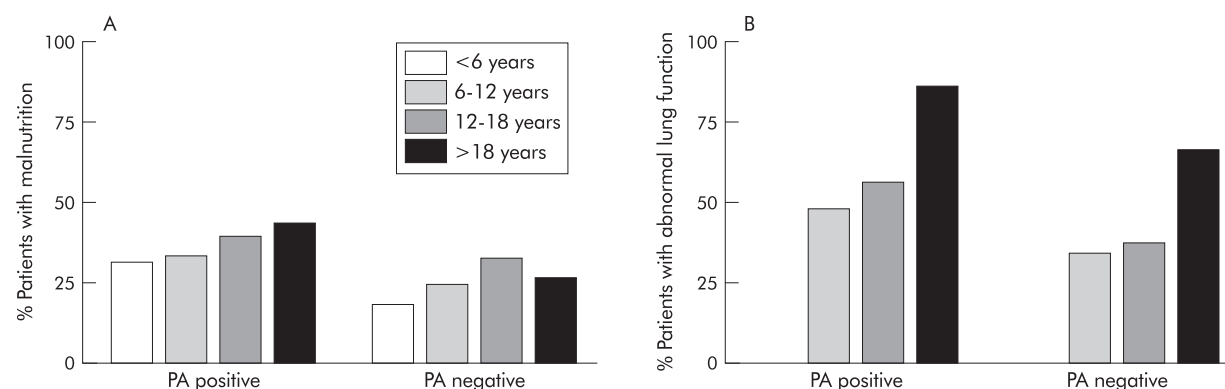 A
% Patients with malnutrition
100
75
50
25
0
<6 years
6-12 years
12-18 years
>18 years
PA positive
PA negative
B
% Patients with abnormal lung function
100
75
50
25
0
PA positive
PA negative